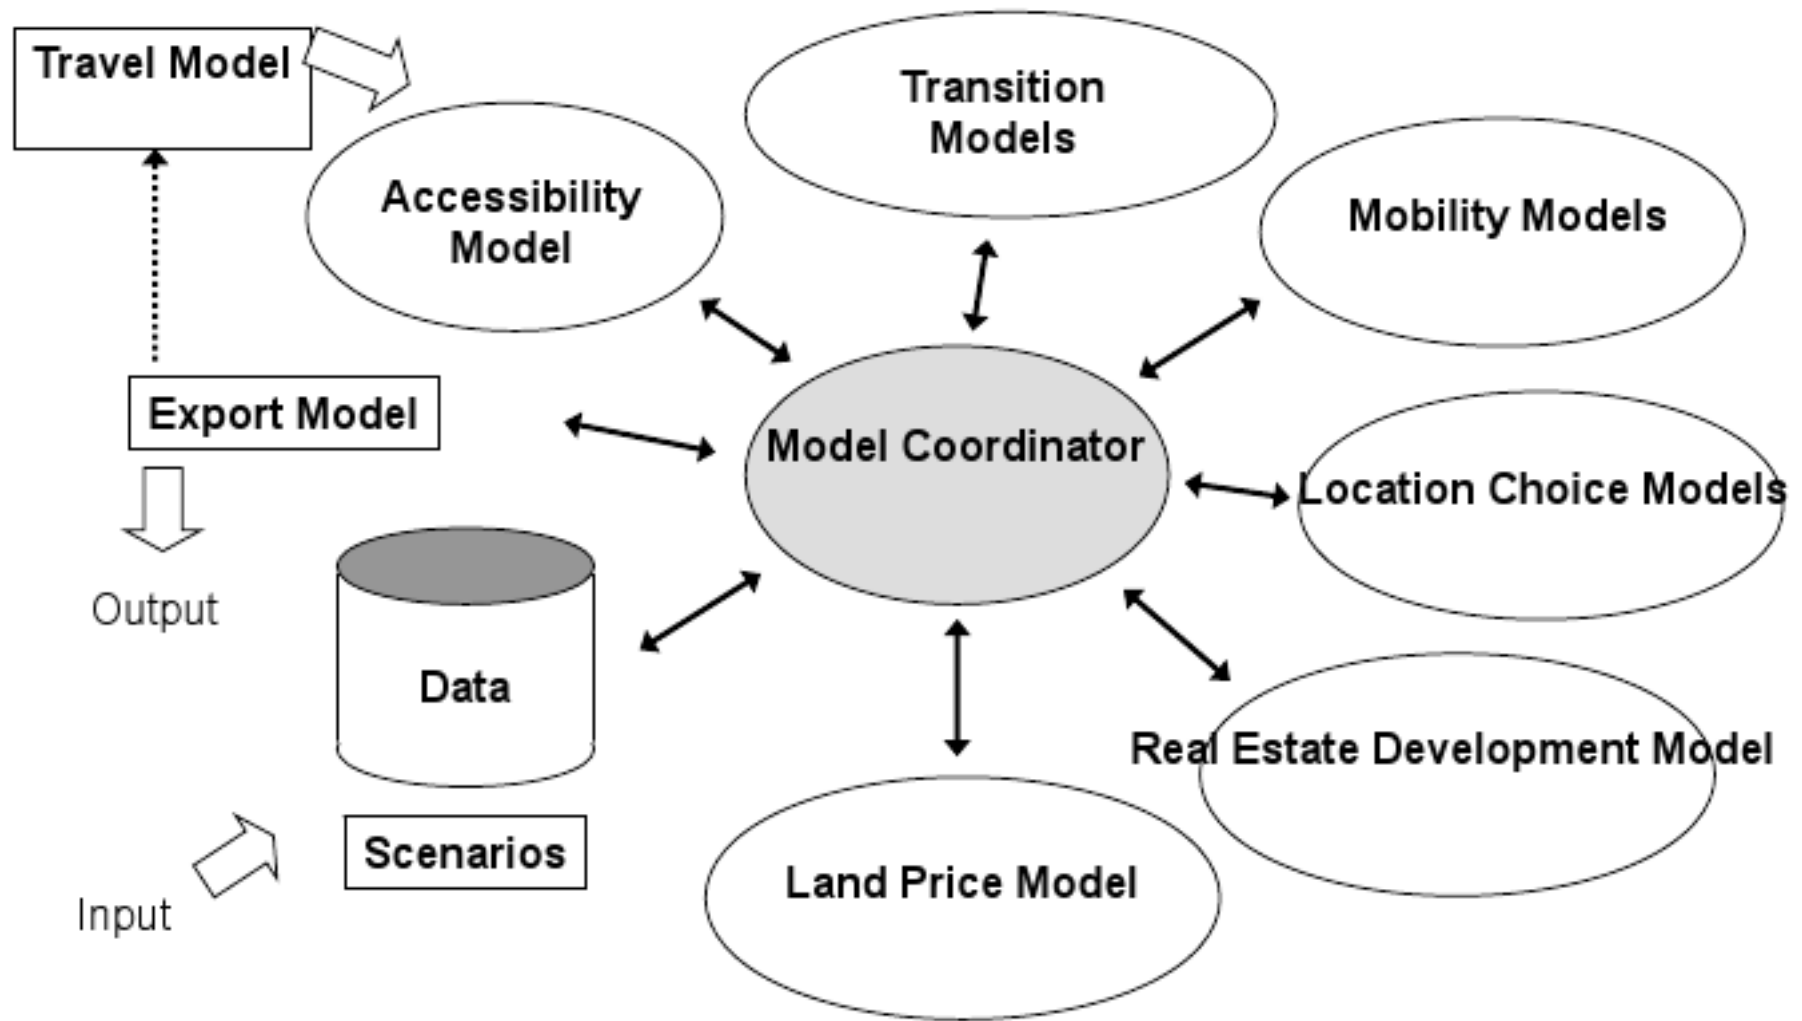 Travel Model
Transition
Models
Accessibility
Model
Mobility Models
Export Model
Model Coordinator
Location Choice Models
Output
Data
Real Estate Development Model
Scenarios
Land Price Model
Input